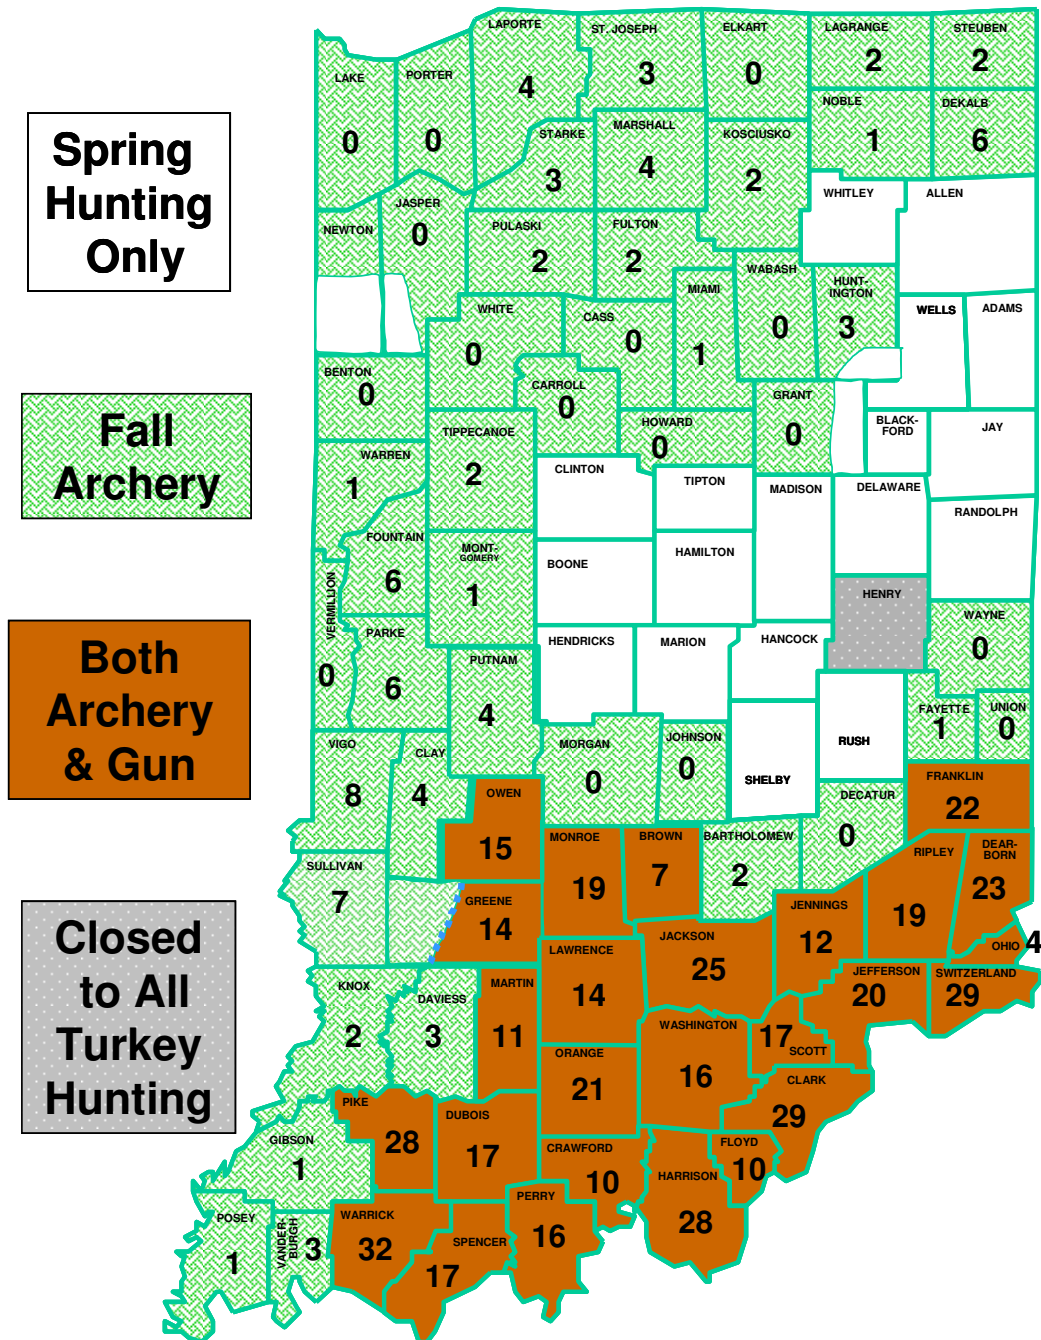 Spring
Hunting
Only
Fall
Archery
Both
Archery
& Gun
Closed
to All
Turkey
Hunting
LAKE
0
PORTER
0
LAPORTE
4
ST. JOSEPH
3
ELKART
0
LAGRANGE
2
STEUBEN
2
NOBLE
1
DEKALB
6
STARKE
3
MARSHALL
4
KOSCIUSKO
2
WHITLEY
ALLEN
NEWTON
JASPER
0
PULASKI
2
FULTON
2
MIAMI
1
WABASH
0
HUNT-
INGTON
3
WELLS
ADAMS
WHITE
0
CASS
0
BENTON
0
CARROLL
0
HOWARD
0
GRANT
0
BLACK-
FORD
JAY
WARREN
1
TIPPECANOE
2
CLINTON
TIPTON
MADISON
DELAWARE
RANDOLPH
FOUNTAIN
6
MONT-
GOMERY
1
BOONE
HAMILTON
HENRY
WAYNE
0
VERMILLION
0
PARKE
6
PUTNAM
4
HENDRICKS
MARION
HANCOCK
FAYETTE
1
UNION
0
VIGO
8
CLAY
4
MORGAN
0
JOHNSON
0
SHELBY
RUSH
DECATUR
0
FRANKLIN
22
OWEN
15
MONROE
19
BROWN
7
BARTHOLOMEW
2
RIPLEY
19
DEAR-
BORN
23
SULLIVAN
7
GREENE
14
JENNINGS
12
OHIO
4
LAWRENCE
14
JACKSON
25
JEFFERSON
20
SWITZERLAND
29
KNOX
2
DAVIESS
3
MARTIN
11
WASHINGTON
16
17
SCOTT
ORANGE
21
CLARK
29
PIKE
28
DUBOIS
17
GIBSON
1
CRAWFORD
10
FLOYD
10
HARRISON
28
POSEY
1
VANDER-
BURGH
3
WARRICK
32
SPENCER
17
PERRY
16